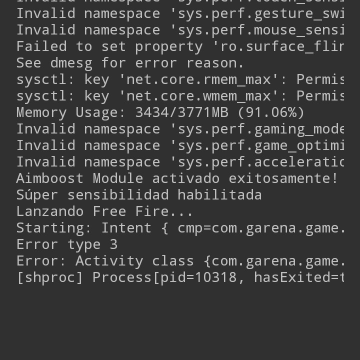 Invalid namespace 'sys.perf.gesture_swi
Invalid namespace 'sys.perf.mouse_sensi
Failed to set property 'ro.surface_flin
See dmesg for error reason.
sysctl: key 'net.core.rmem_max': Permis
sysctl: key 'net.core.wmem_max': Permis
Memory Usage: 3434/3771MB (91.06%)
Invalid namespace 'sys.perf.gaming_mode
Invalid namespace 'sys.perf.game_optimi
Invalid namespace 'sys.perf.acceleratio
Aimboost Module activado exitosamente!
Súper sensibilidad habilitada
Lanzando Free Fire...
Starting: Intent { cmp=com.garena.game.
Error type 3
Error: Activity class {com.garena.game.
[shproc] Process[pid=10318, hasExited=t